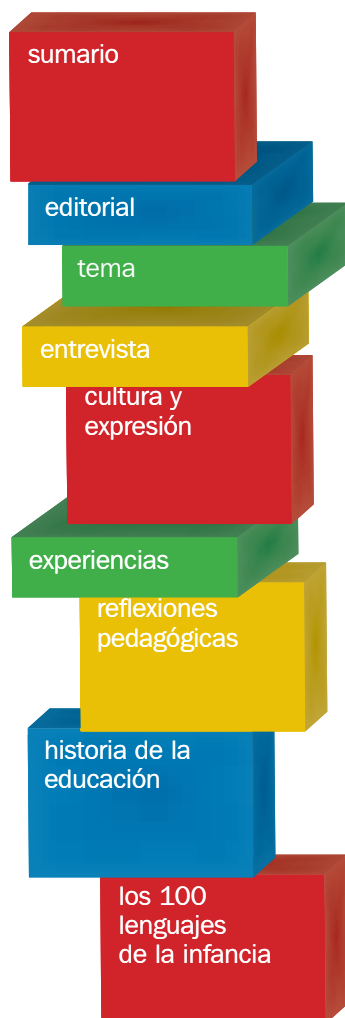 sumario
editorial
tema
entrevista
cultura y
expresión
experiencias
reflexiones
pedagógicas
historia de la
educación
los 100
lenguajes
de la infancia